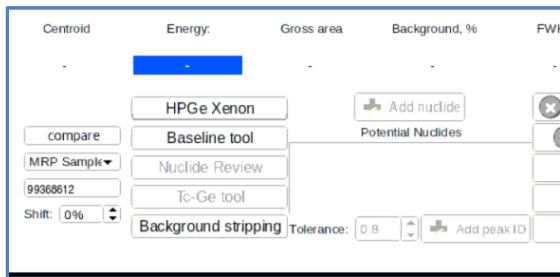 Centroid Energy: Gross area Background, %
- - - - -
HPGe Xenon Add nuclide
compare Baseline tool Potential Nuclides
MRP Sample Nuclide Review
99368612 Tc-Ge tool
Shift: 0% Background stripping Tolerance: 0.8 Add peak ID